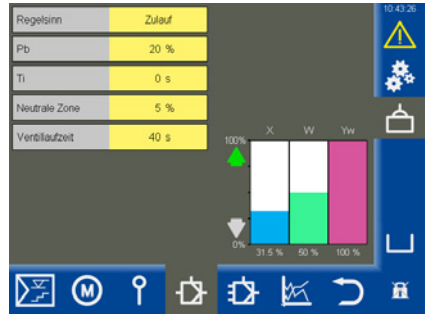 10:43:26
Regelsinn Zulauf
Pb 20 %
Ti 0 s
Neutrale Zone 5 %
Ventillaufzeit 40 s
X W Yw
100%
0%
31.5 % 50 % 100 %
M